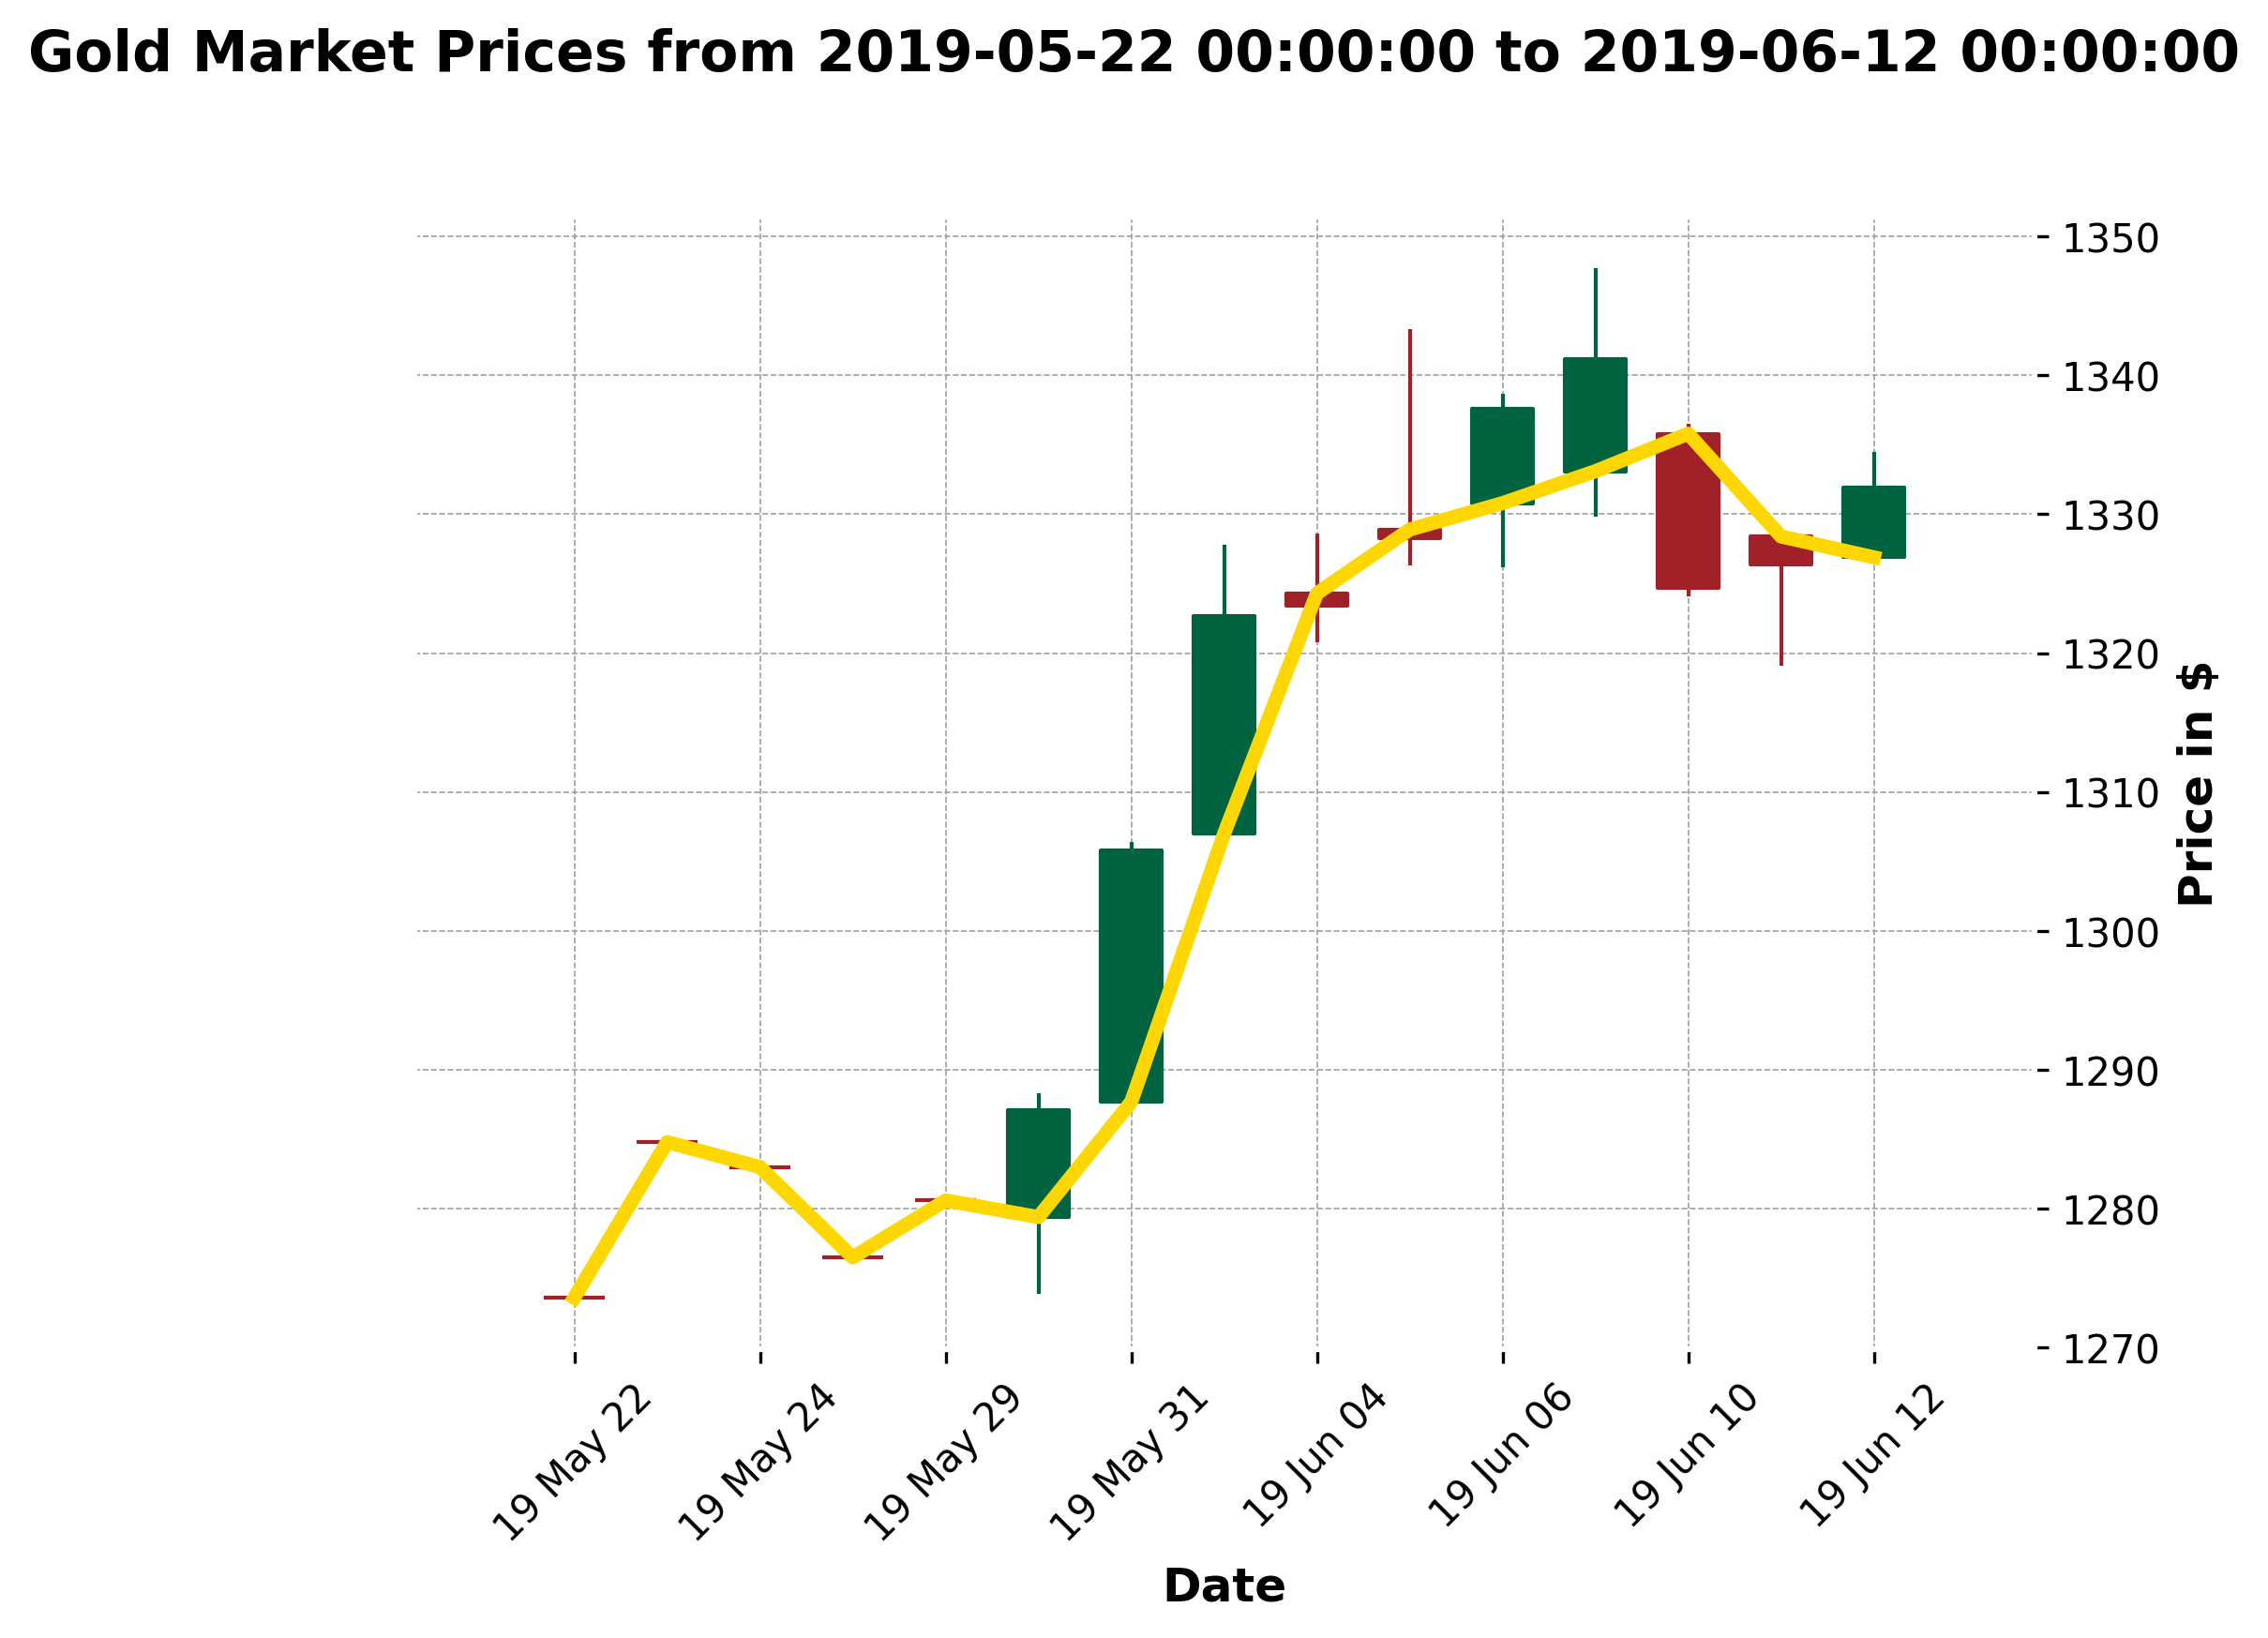 Gold Market Prices from 2019-05-22 00:00:00 to 2019-06-12 00:00:00
1350
1340
1330
1320
1310
1300
1290
1280
1270
Price in $
19 May 22
19 May 24
19 May 29
19 May 31
19 Jun 04
19 Jun 06
19 Jun 10
19 Jun 12
Date